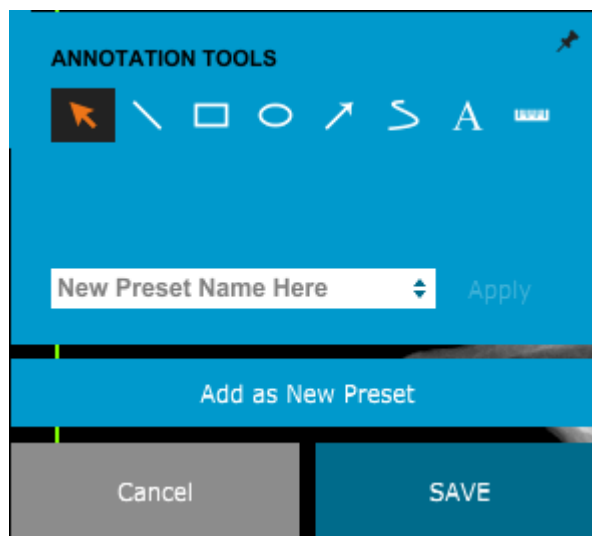 ANNOTATION TOOLS
A
New Preset Name Here
Apply
Add as New Preset
Cancel
SAVE